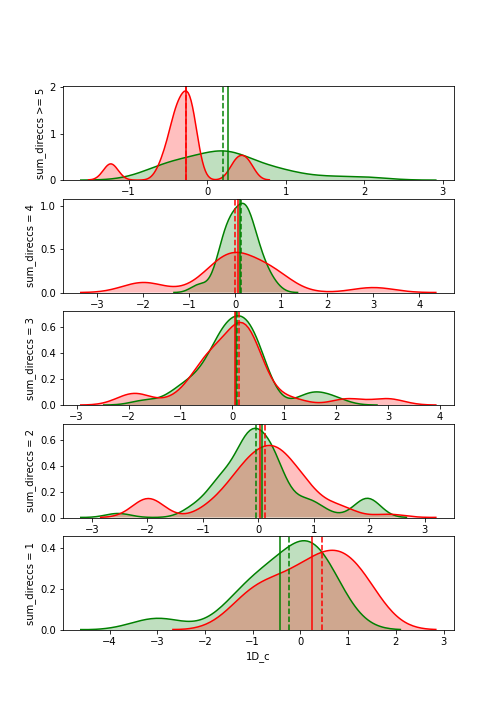 sum_direccs >= 5
2
1
0
−1 0 1 2 3
sum_direccs = 4
1.0
0.5
0.0
−3 −2 −1 0 1 2 3 4
sum_direccs = 3
0.6
0.4
0.2
0.0
−3 −2 −1 0 1 2 3 4
sum_direccs = 2
0.6
0.4
0.2
0.0
−3 −2 −1 0 1 2 3
sum_direccs = 1
0.4
0.2
0.0
−4 −3 −2 −1 0 1 2 3
1D_c